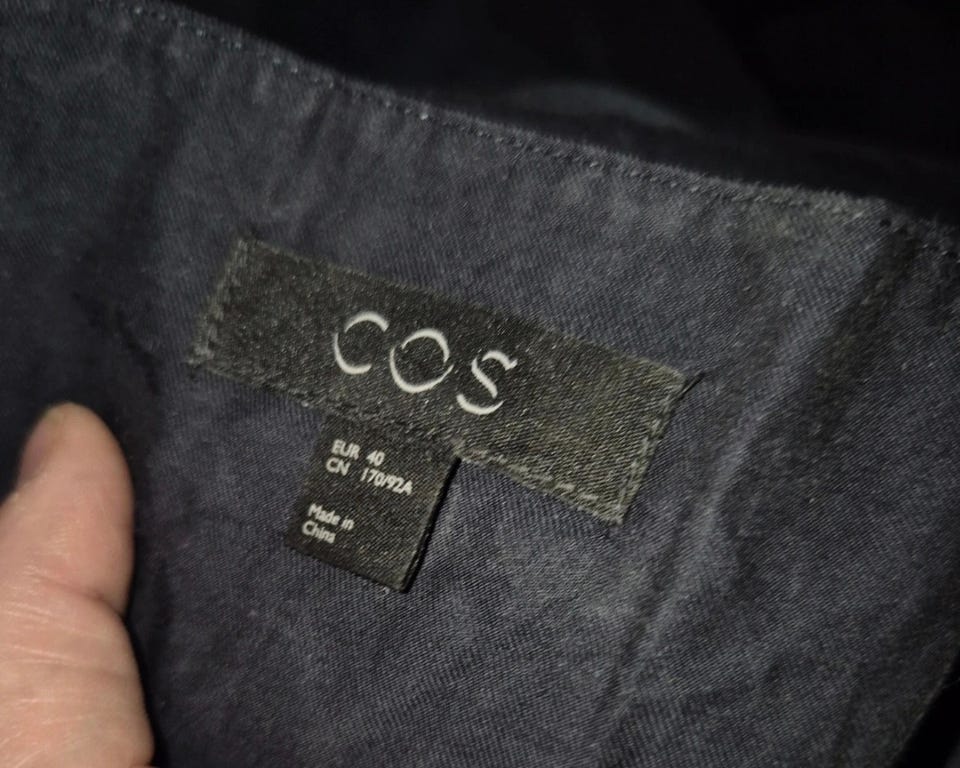 COS
EUR 40
CN 170/92A
Made in
China